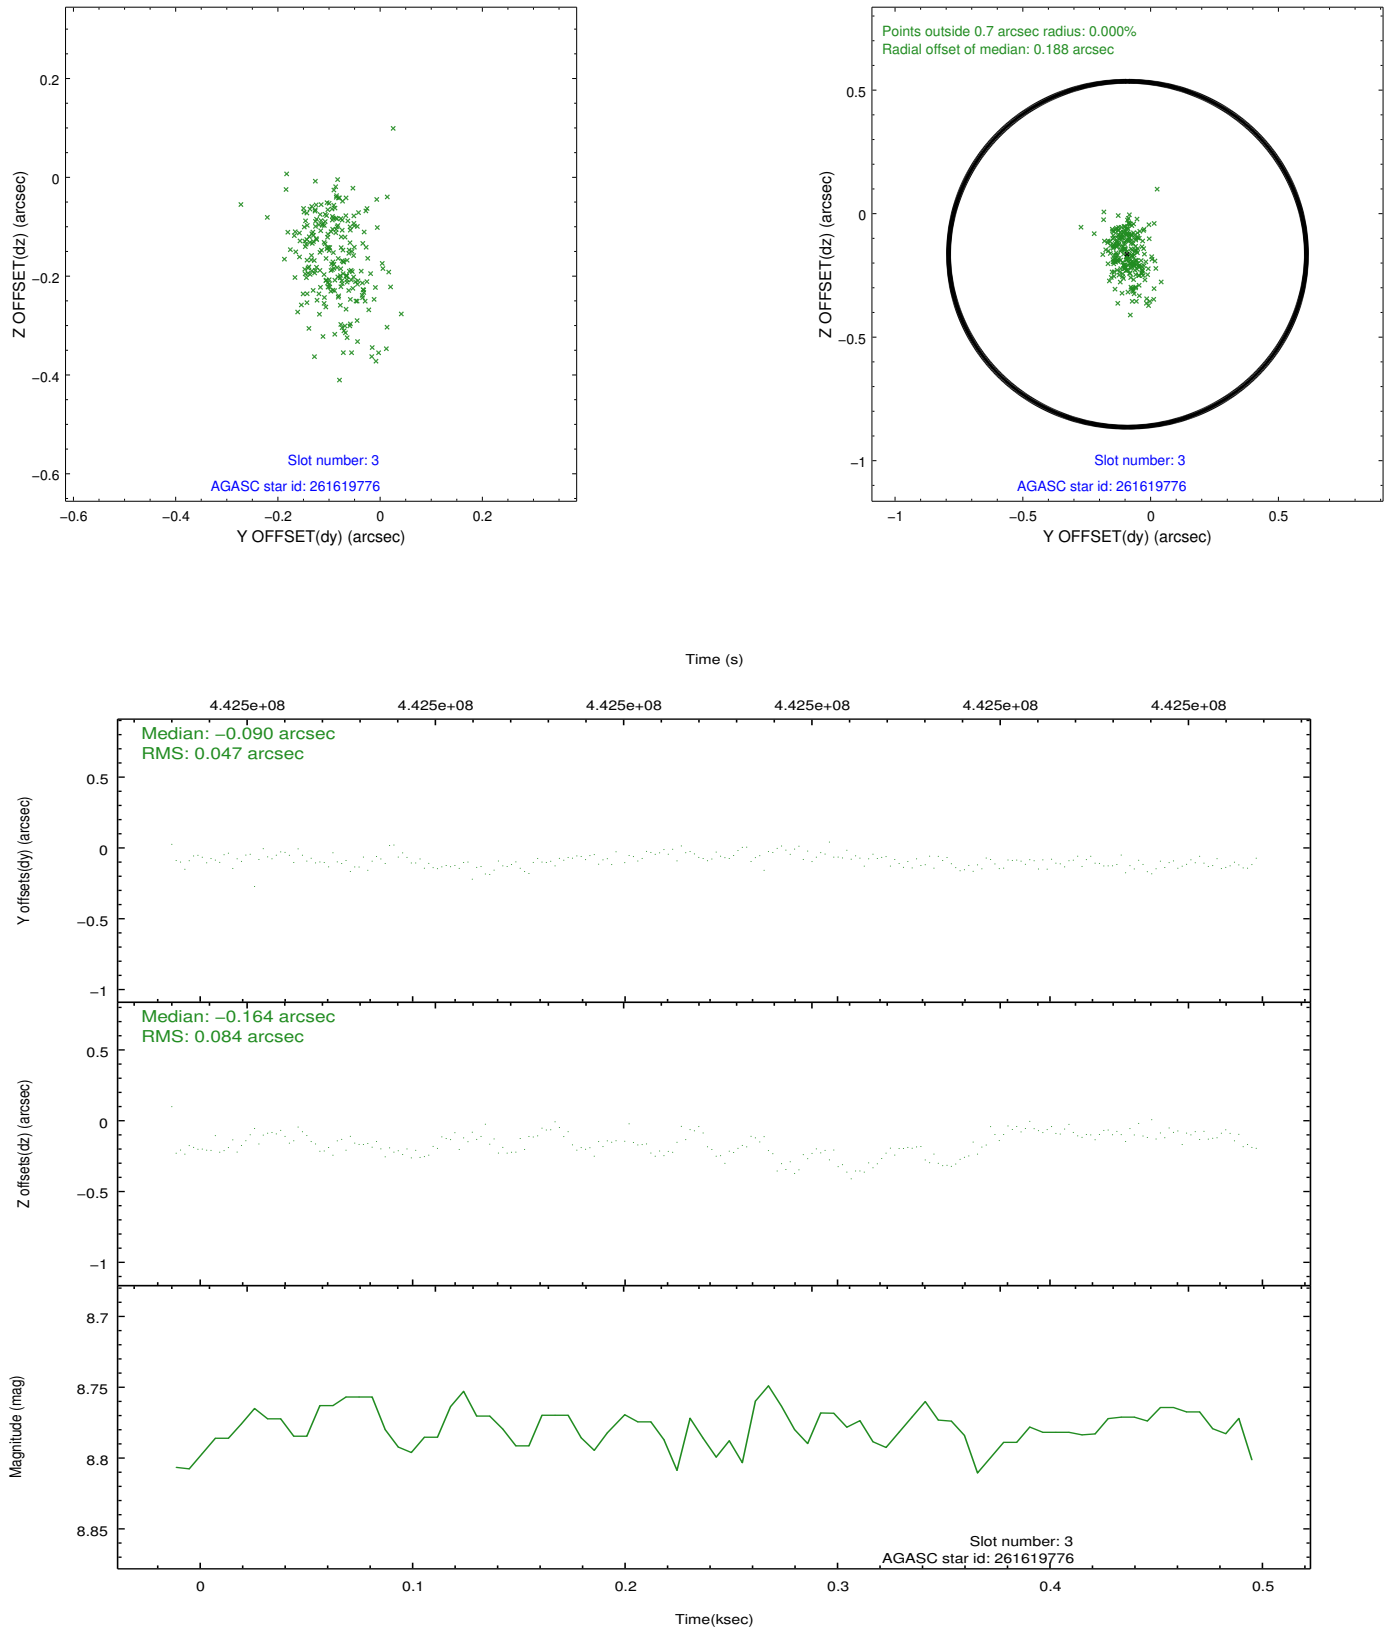 0.2
0
−0.2
−0.4
−0.6
−0.6
−0.4
−0.2
0
0.2
Z OFFSET(dz) (arcsec)
Y OFFSET(dy) (arcsec)
Slot number: 3
AGASC star id: 261619776
Points outside 0.7 arcsec radius: 0.000%
Radial offset of median: 0.188 arcsec
0.5
0
−0.5
−1
−1
−0.5
0
0.5
Z OFFSET(dz) (arcsec)
Y OFFSET(dy) (arcsec)
Slot number: 3
AGASC star id: 261619776
Time (s)
4.425e+08 4.425e+08 4.425e+08 4.425e+08 4.425e+08 4.425e+08
Median: −0.090 arcsec
RMS: 0.047 arcsec
0.5
0
−0.5
−1
Y offsets(dy) (arcsec)
Median: −0.164 arcsec
RMS: 0.084 arcsec
0.5
0
−0.5
−1
Z offsets(dz) (arcsec)
8.7
8.75
8.8
8.85
Magnitude (mag)
Slot number: 3
AGASC star id: 261619776
0 0.1 0.2 0.3 0.4 0.5
Time(ksec)